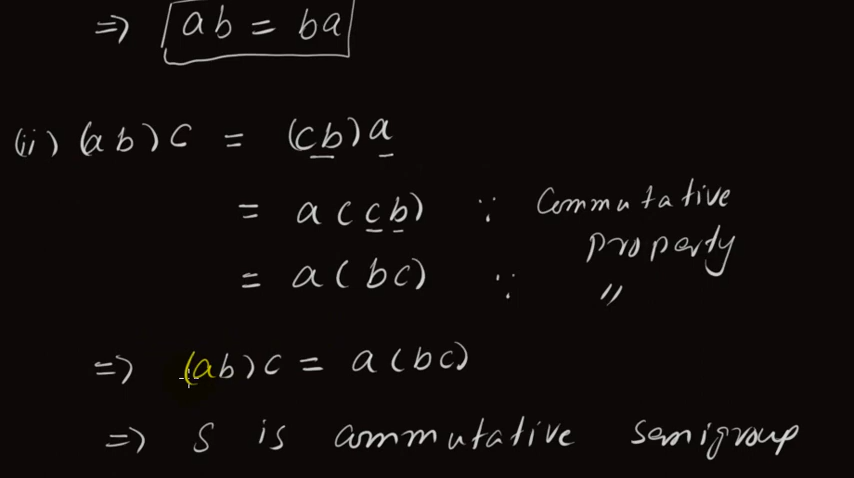 ⇒ ab = ba
(ii) (ab)c = (cb)a
= a(cb) ∵ Commutative property
= a(bc) ∵ "
⇒ (ab)c = a(bc)
⇒ S is commutative semigroup